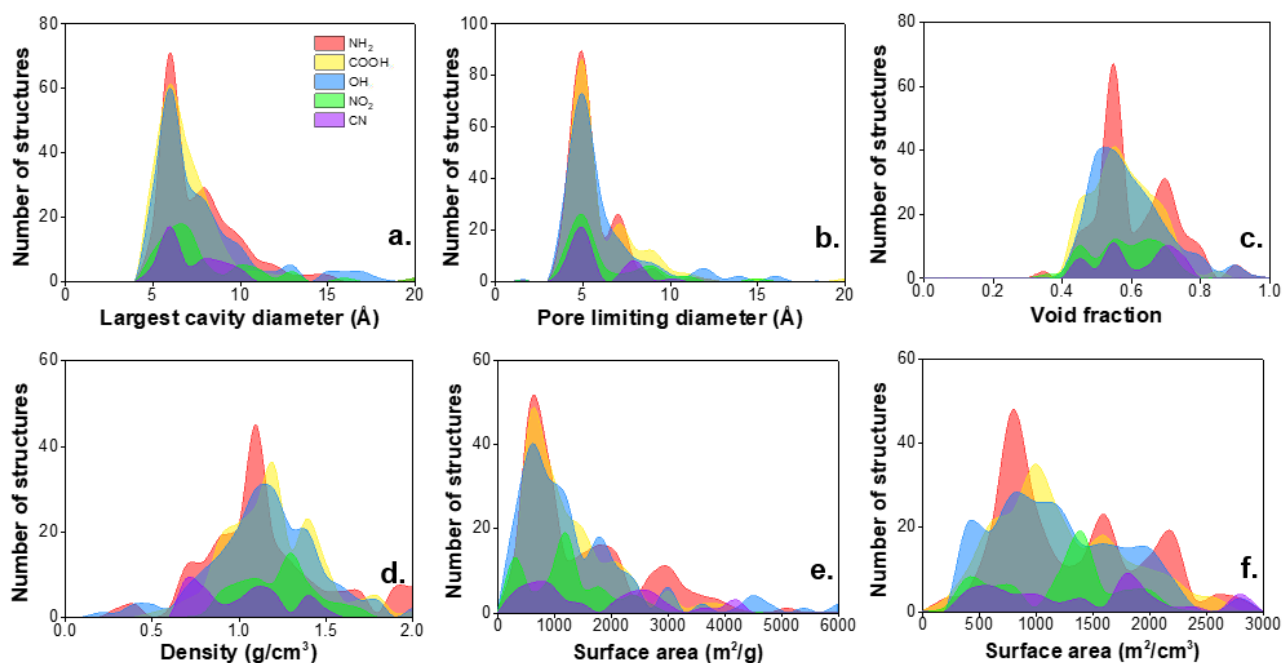 80
60
40
20
0
Number of structures
NH2
COOH
OH
NO2
CN
a.
0 5 10 15 20
Largest cavity diameter (Å)
100
80
60
40
20
0
Number of structures
b.
0 5 10 15 20
Pore limiting diameter (Å)
80
60
40
20
0
Number of structures
c.
0.0 0.2 0.4 0.6 0.8 1.0
Void fraction
60
40
20
0
Number of structures
d.
0.0 0.5 1.0 1.5 2.0
Density (g/cm³)
60
40
20
0
Number of structures
e.
0 1000 2000 3000 4000 5000 6000
Surface area (m²/g)
60
40
20
0
Number of structures
f.
0 500 1000 1500 2000 2500 3000
Surface area (m²/cm³)